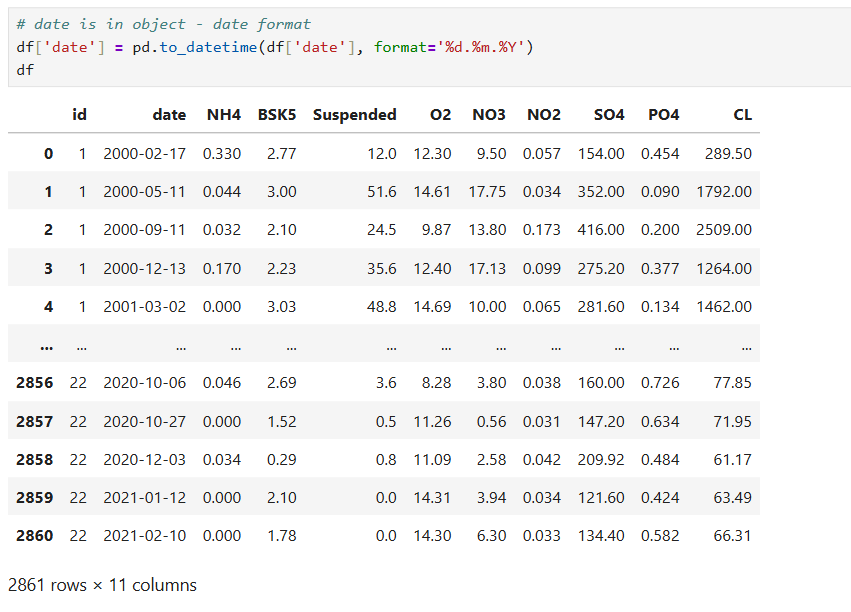 # date is in object - date format
df['date'] = pd.to_datetime(df['date'], format='%d.%m.%Y')
df
id date NH4 BSK5 Suspended O2 NO3 NO2 SO4 PO4 CL
0 1 2000-02-17 0.330 2.77 12.0 12.30 9.50 0.057 154.00 0.454 289.50
1 1 2000-05-11 0.044 3.00 51.6 14.61 17.75 0.034 352.00 0.090 1792.00
2 1 2000-09-11 0.032 2.10 24.5 9.87 13.80 0.173 416.00 0.200 2509.00
3 1 2000-12-13 0.170 2.23 35.6 12.40 17.13 0.099 275.20 0.377 1264.00
4 1 2001-03-02 0.000 3.03 48.8 14.69 10.00 0.065 281.60 0.134 1462.00
... ... ... ... ... ... ... ... ... ... ... ...
2856 22 2020-10-06 0.046 2.69 3.6 8.28 3.80 0.038 160.00 0.726 77.85
2857 22 2020-10-27 0.000 1.52 0.5 11.26 0.56 0.031 147.20 0.634 71.95
2858 22 2020-12-03 0.034 0.29 0.8 11.09 2.58 0.042 209.92 0.484 61.17
2859 22 2021-01-12 0.000 2.10 0.0 14.31 3.94 0.034 121.60 0.424 63.49
2860 22 2021-02-10 0.000 1.78 0.0 14.30 6.30 0.033 134.40 0.582 66.31
2861 rows × 11 columns